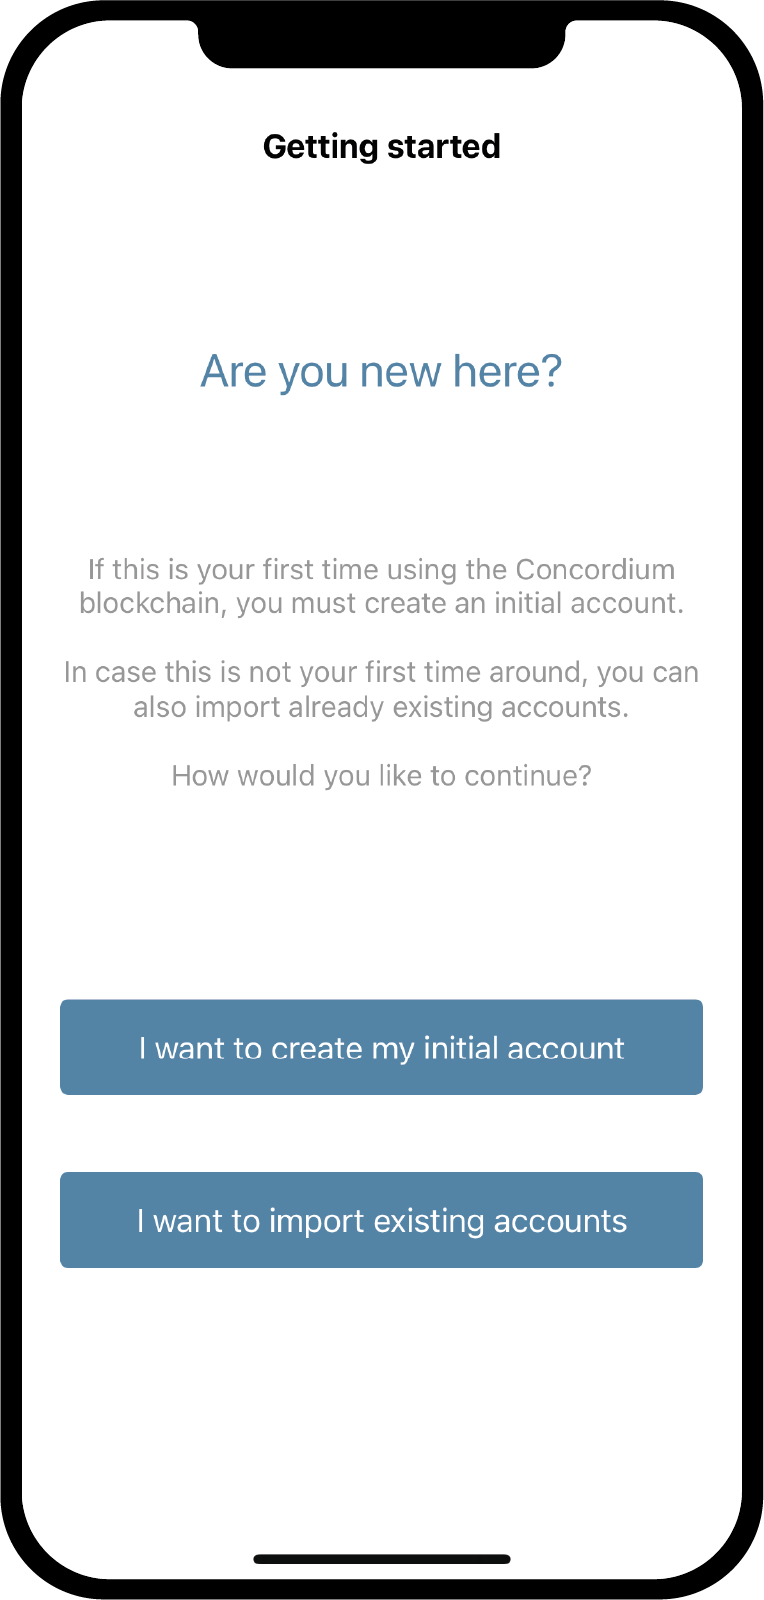 Getting started
Are you new here?
If this is your first time using the Concordium
blockchain, you must create an initial account.
In case this is not your first time around, you can
also import already existing accounts.
How would you like to continue?
I want to create my initial account
I want to import existing accounts